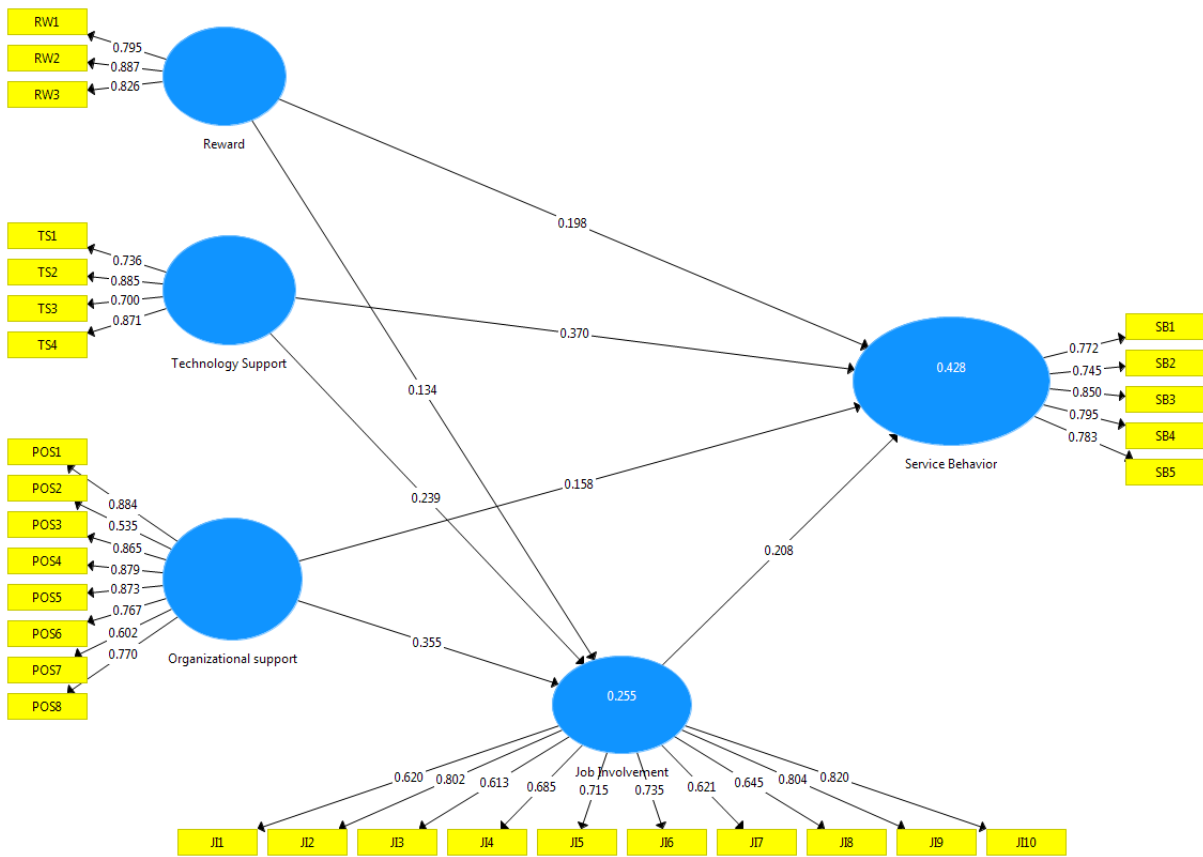 RW1
0.795
RW2
0.887
RW3
0.826
Reward
0.198
TS1
0.736
TS2
0.885
TS3
0.700
TS4
0.871
Technology Support
0.370
0.134
0.428
Service Behavior
SB1
0.772
SB2
0.745
SB3
0.850
SB4
0.795
SB5
0.783
POS1
0.884
POS2
0.535
POS3
0.865
POS4
0.879
POS5
0.873
POS6
0.767
POS7
0.602
POS8
0.770
Organizational support
0.239
0.158
0.208
0.355
0.255
Job Involvement
0.620
0.802
0.613
0.685
0.715
0.735
0.621
0.645
0.804
0.820
JI1
JI2
JI3
JI4
JI5
JI6
JI7
JI8
JI9
JI10